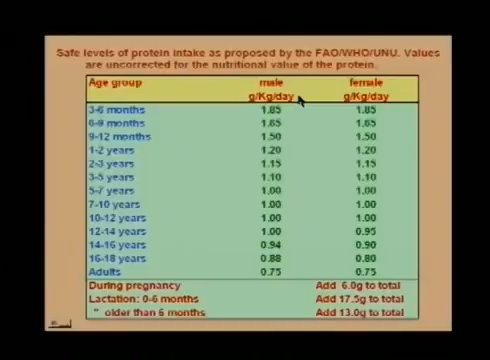 Safe levels of protein intake as proposed by the FAO/WHO/UNU. Values
are uncorrected for the nutritional value of the protein.
Age group male female
g/Kg/day g/Kg/day
3-6 months 1.85 1.85
6-9 months 1.65 1.65
9-12 months 1.50 1.50
1-2 years 1.20 1.20
2-3 years 1.15 1.15
3-5 years 1.10 1.10
5-7 years 1.00 1.00
7-10 years 1.00 1.00
10-12 years 1.00 1.00
12-14 years 1.00 0.95
14-16 years 0.94 0.90
16-18 years 0.88 0.80
Adults 0.75 0.75
During pregnancy Add 6.0g to total
Lactation: 0-6 months Add 17.5g to total
" older than 6 months Add 13.0g to total